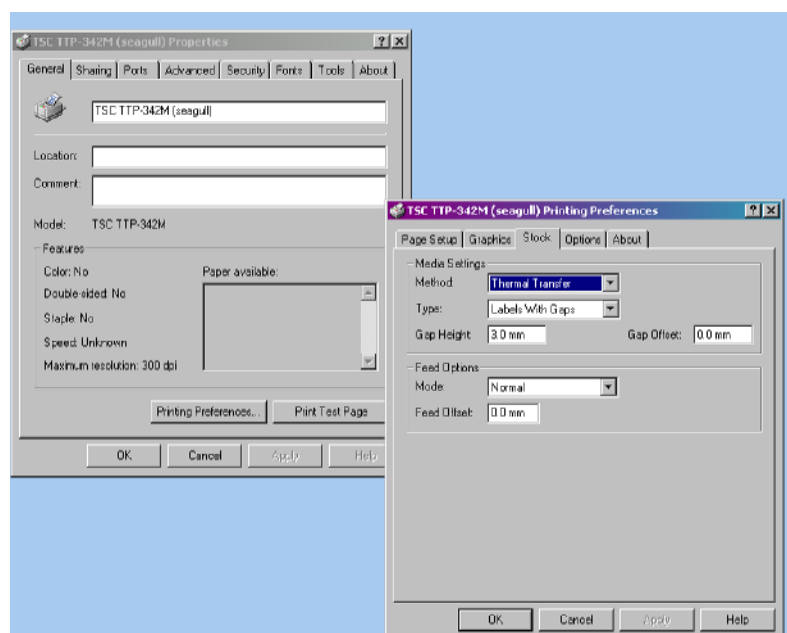 TSC TTP-342M (seagull) Properties
General Sharing Ports Advanced Security Fonts Tools About
TSC TTP-342M (seagull)
Location:
Comment:
Model: TSC TTP-342M
Features
Color: No
Paper available:
Double-sided: No
Staple: No
Speed: Unknown
Maximum resolution: 300 dpi
Printing Preferences... Print Test Page
OK Cancel Apply Help
TSC TTP-342M (seagull) Printing Preferences
Page Setup Graphics Stock Options About
Media Settings
Method: Thermal Transfer
Type: Labels With Gaps
Gap Height: 3.0 mm Gap Offset: 0.0 mm
Feed Options
Mode: Normal
Feed Offset: 0.0 mm
OK Cancel Apply Help